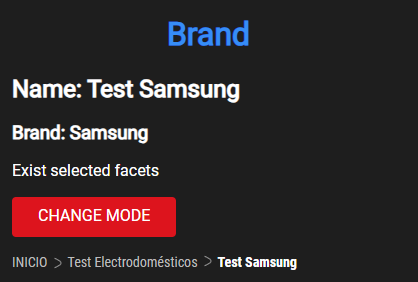 Brand
Name: Test Samsung
Brand: Samsung
Exist selected facets
CHANGE MODE
INICIO > Test Electrodomésticos > Test Samsung